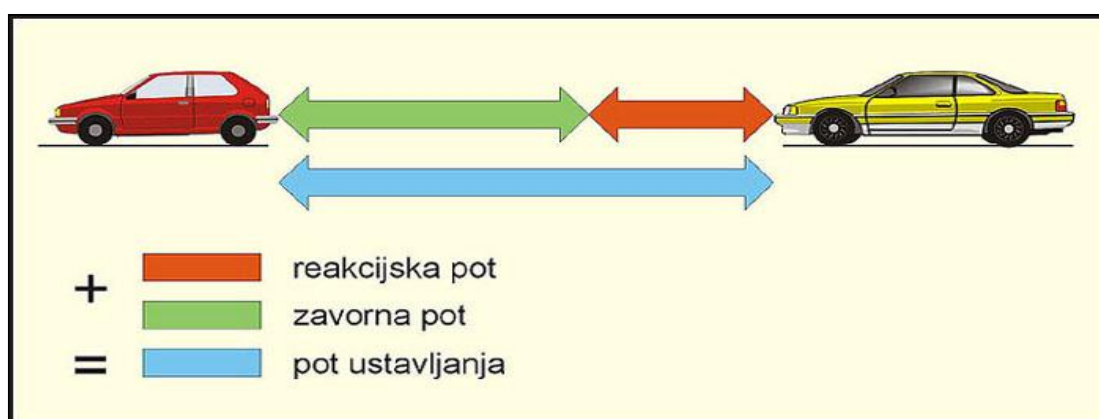 + reakcijska pot
zavorna pot
= pot ustavljanja